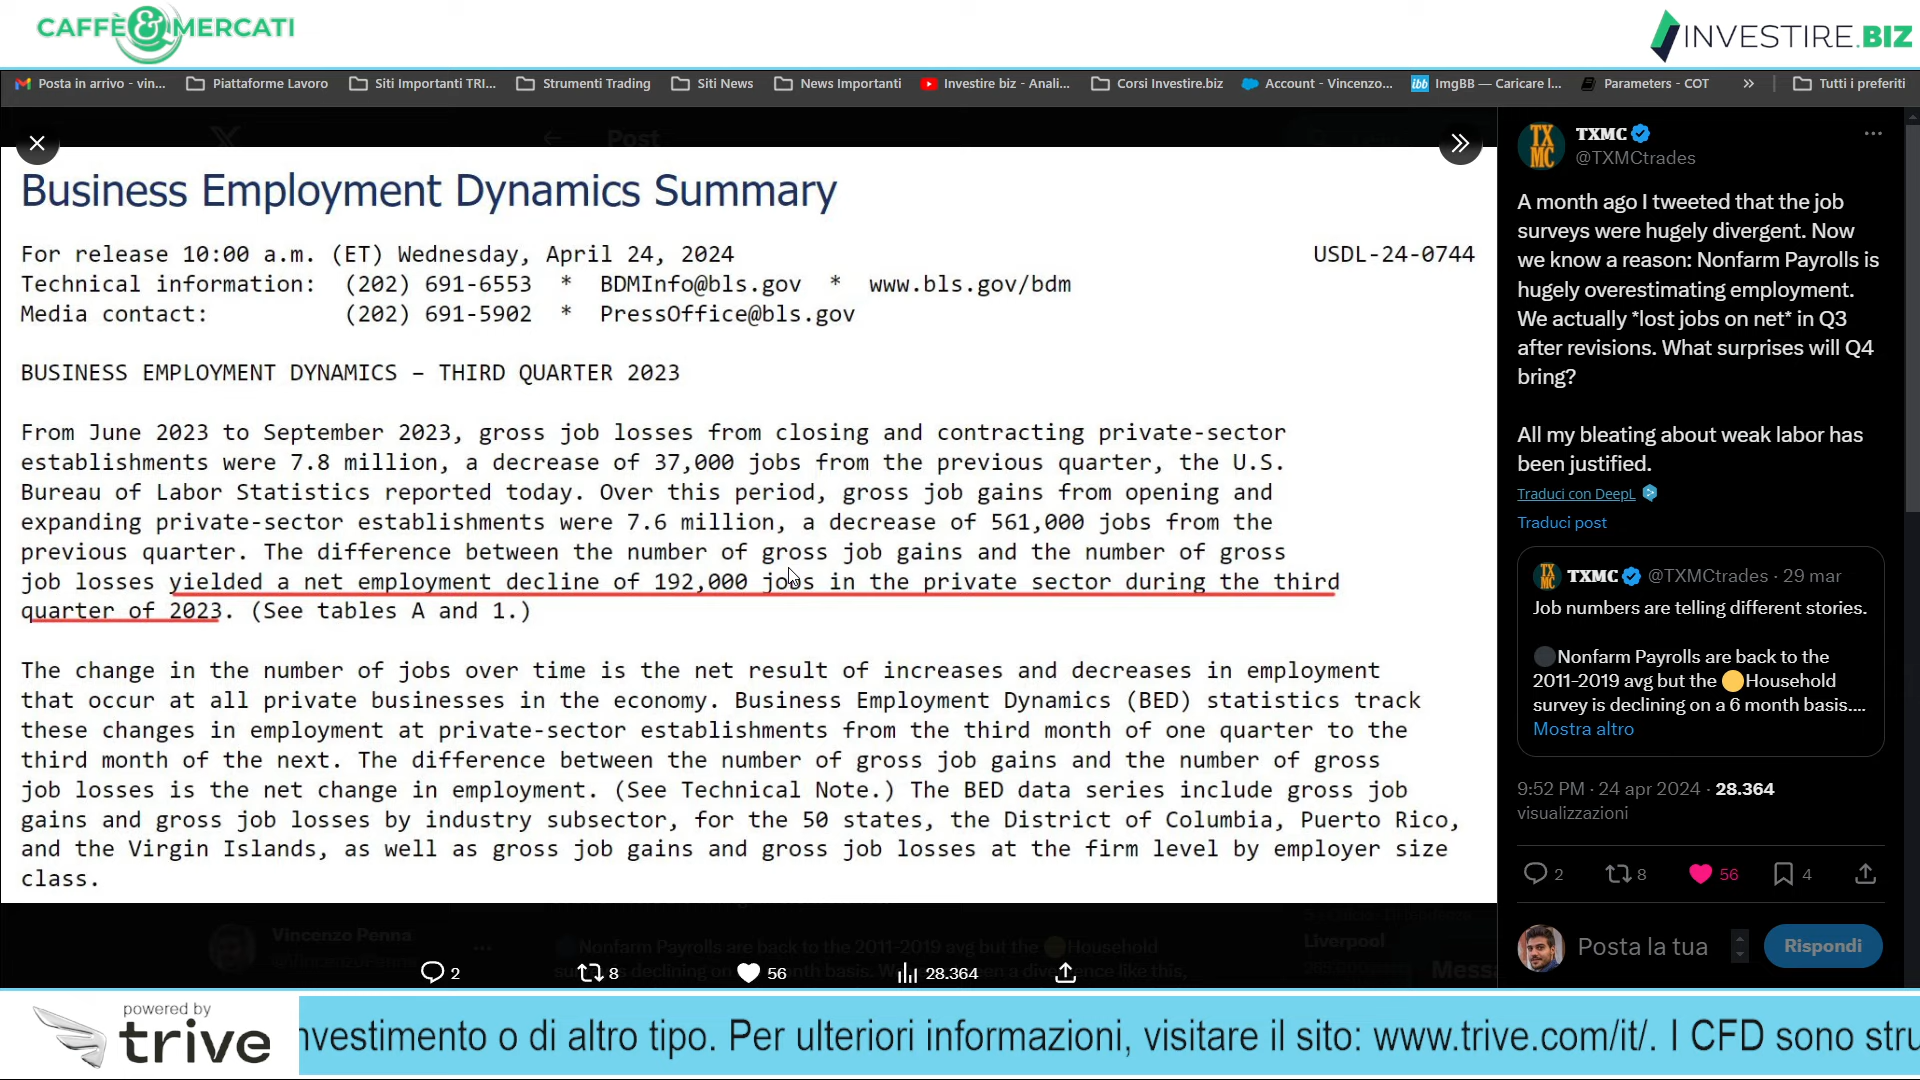 CAFFÈ & MERCATI
INVESTIRE.BIZ
Posta in arrivo - vin...
Piattaforme Lavoro
Siti Importanti TRI...
Strumenti Trading
Siti News
News Importanti
Investire biz - Anali...
Corsi Investire.biz
Account - Vincenzo...
ibb
ImgBB — Caricare l...
Parameters - COT
»
Tutti i preferiti
Post
Business Employment Dynamics Summary
For release 10:00 a.m. (ET) Wednesday, April 24, 2024 USDL-24-0744
Technical information: (202) 691-6553 * BDMInfo@bls.gov * www.bls.gov/bdm
Media contact: (202) 691-5902 * PressOffice@bls.gov
BUSINESS EMPLOYMENT DYNAMICS – THIRD QUARTER 2023
From June 2023 to September 2023, gross job losses from closing and contracting private-sector
establishments were 7.8 million, a decrease of 37,000 jobs from the previous quarter, the U.S.
Bureau of Labor Statistics reported today. Over this period, gross job gains from opening and
expanding private-sector establishments were 7.6 million, a decrease of 561,000 jobs from the
previous quarter. The difference between the number of gross job gains and the number of gross
job losses yielded a net employment decline of 192,000 jobs in the private sector during the third
quarter of 2023. (See tables A and 1.)
The change in the number of jobs over time is the net result of increases and decreases in employment
that occur at all private businesses in the economy. Business Employment Dynamics (BED) statistics track
these changes in employment at private-sector establishments from the third month of one quarter to the
third month of the next. The difference between the number of gross job gains and the number of gross
job losses is the net change in employment. (See Technical Note.) The BED data series include gross job
gains and gross job losses by industry subsector, for the 50 states, the District of Columbia, Puerto Rico,
and the Virgin Islands, as well as gross job gains and gross job losses at the firm level by employer size
class.
Vincenzo Penna
Nonfarm Payrolls are back to the 2011-2019 avg but the Household
Liverpool
2 8 56 28.364
TX
MC
TXMC
@TXMCtrades
A month ago I tweeted that the job
surveys were hugely divergent. Now
we know a reason: Nonfarm Payrolls is
hugely overestimating employment.
We actually *lost jobs on net* in Q3
after revisions. What surprises will Q4
bring?
All my bleating about weak labor has
been justified.
Traduci con DeepL
Traduci post
TXMC @TXMCtrades · 29 mar
Job numbers are telling different stories.
Nonfarm Payrolls are back to the
2011-2019 avg but the Household
survey is declining on a 6 month basis....
Mostra altro
9:52 PM · 24 apr 2024 · 28.364
visualizzazioni
2 8 56 4
Posta la tua
Rispondi
powered by
trive
nvestimento o di altro tipo. Per ulteriori informazioni, visitare il sito: www.trive.com/it/. I CFD sono stru